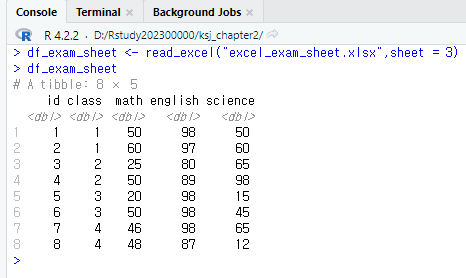 Console Terminal × Background Jobs ×
R 4.2.2 · D:/Rstudy202300000/ksj_chapter2/
> df_exam_sheet <- read_excel("excel_exam_sheet.xlsx",sheet = 3)
> df_exam_sheet
# A tibble: 8 × 5
id class math english science
<dbl> <dbl> <dbl> <dbl> <dbl>
1 1 1 50 98 50
2 2 1 60 97 60
3 3 2 25 80 65
4 4 2 50 89 98
5 5 3 20 98 15
6 6 3 50 98 45
7 7 4 46 98 65
8 8 4 48 87 12
>